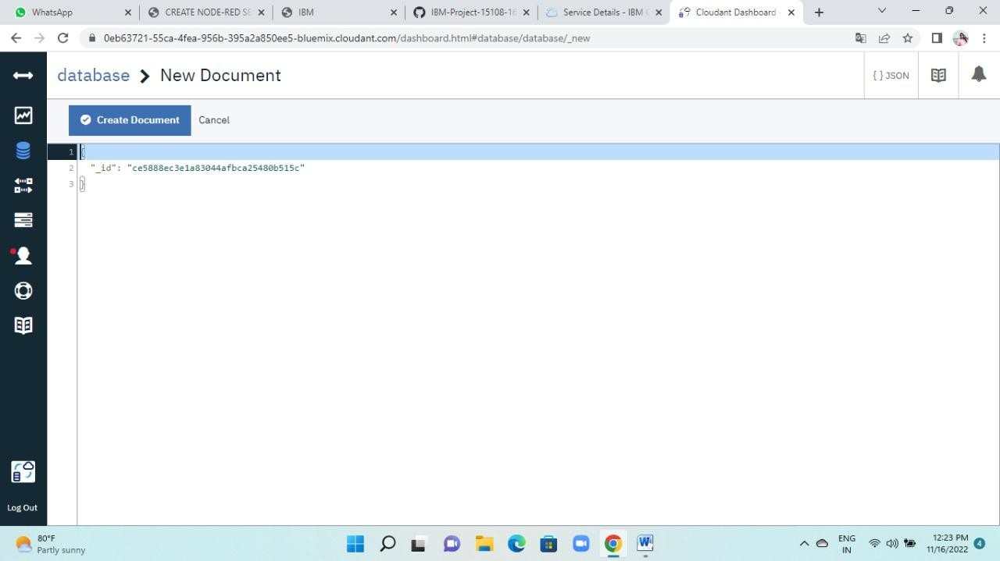 WhatsApp
CREATE NODE-RED SE
IBM
IBM-Project-15108-16
Service Details - IBM C
Cloudant Dashboard
0eb63721-55ca-4fea-956b-395a2a850ee5-bluemix.cloudant.com/dashboard.html#database/database/_new
database > New Document
{ } JSON
Create Document
Cancel
1 {
2 "_id": "ce5888ec3e1a83044afbca25480b515c"
3 }
Log Out
80°F
Partly sunny
ENG
IN
12:23 PM
11/16/2022
4